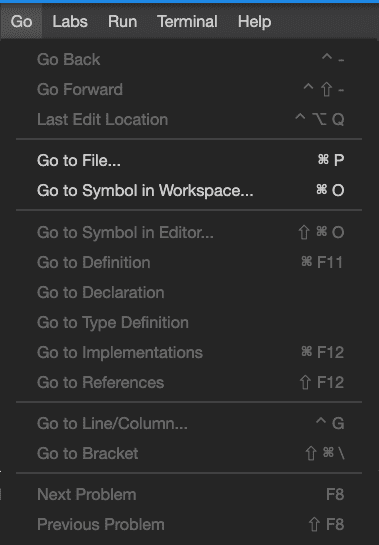 Go Labs Run Terminal Help
Go Back ⌃ -
Go Forward ⌃ ⇧ -
Last Edit Location ⌃ ⌥ Q
Go to File... ⌘ P
Go to Symbol in Workspace... ⌘ O
Go to Symbol in Editor... ⇧ ⌘ O
Go to Definition ⌘ F11
Go to Declaration
Go to Type Definition
Go to Implementations ⌘ F12
Go to References ⇧ F12
Go to Line/Column... ⌃ G
Go to Bracket ⇧ ⌘ \
Next Problem F8
Previous Problem ⇧ F8